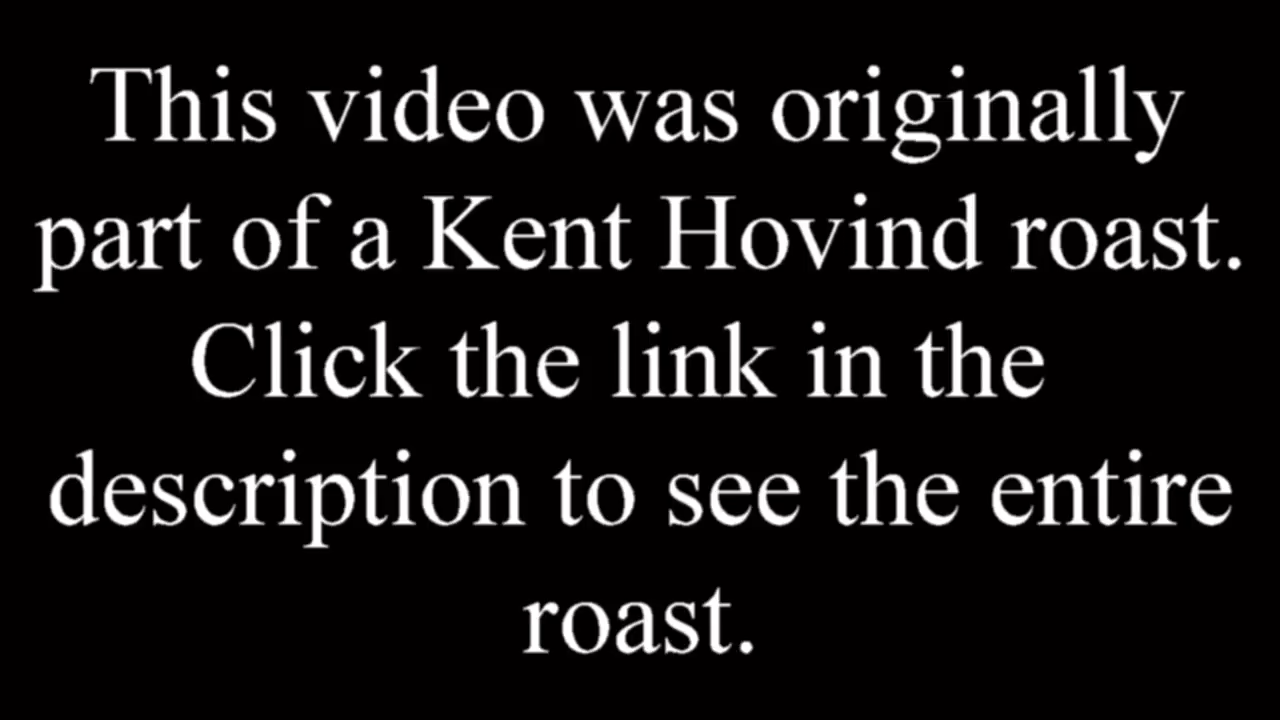 This video was originally
part of a Kent Hovind roast.
Click the link in the
description to see the entire
roast.